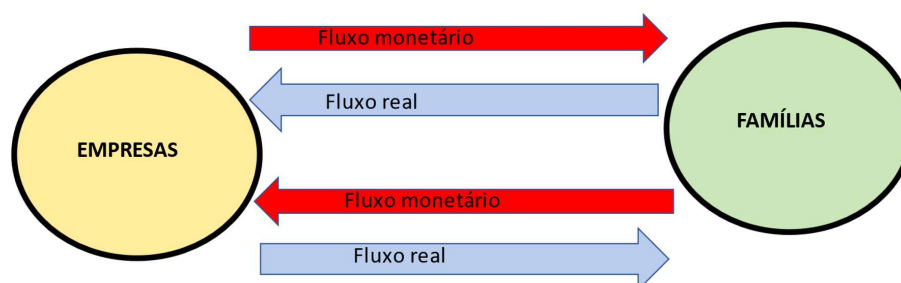 Fluxo monetário
Fluxo real
EMPRESAS
FAMÍLIAS
Fluxo monetário
Fluxo real